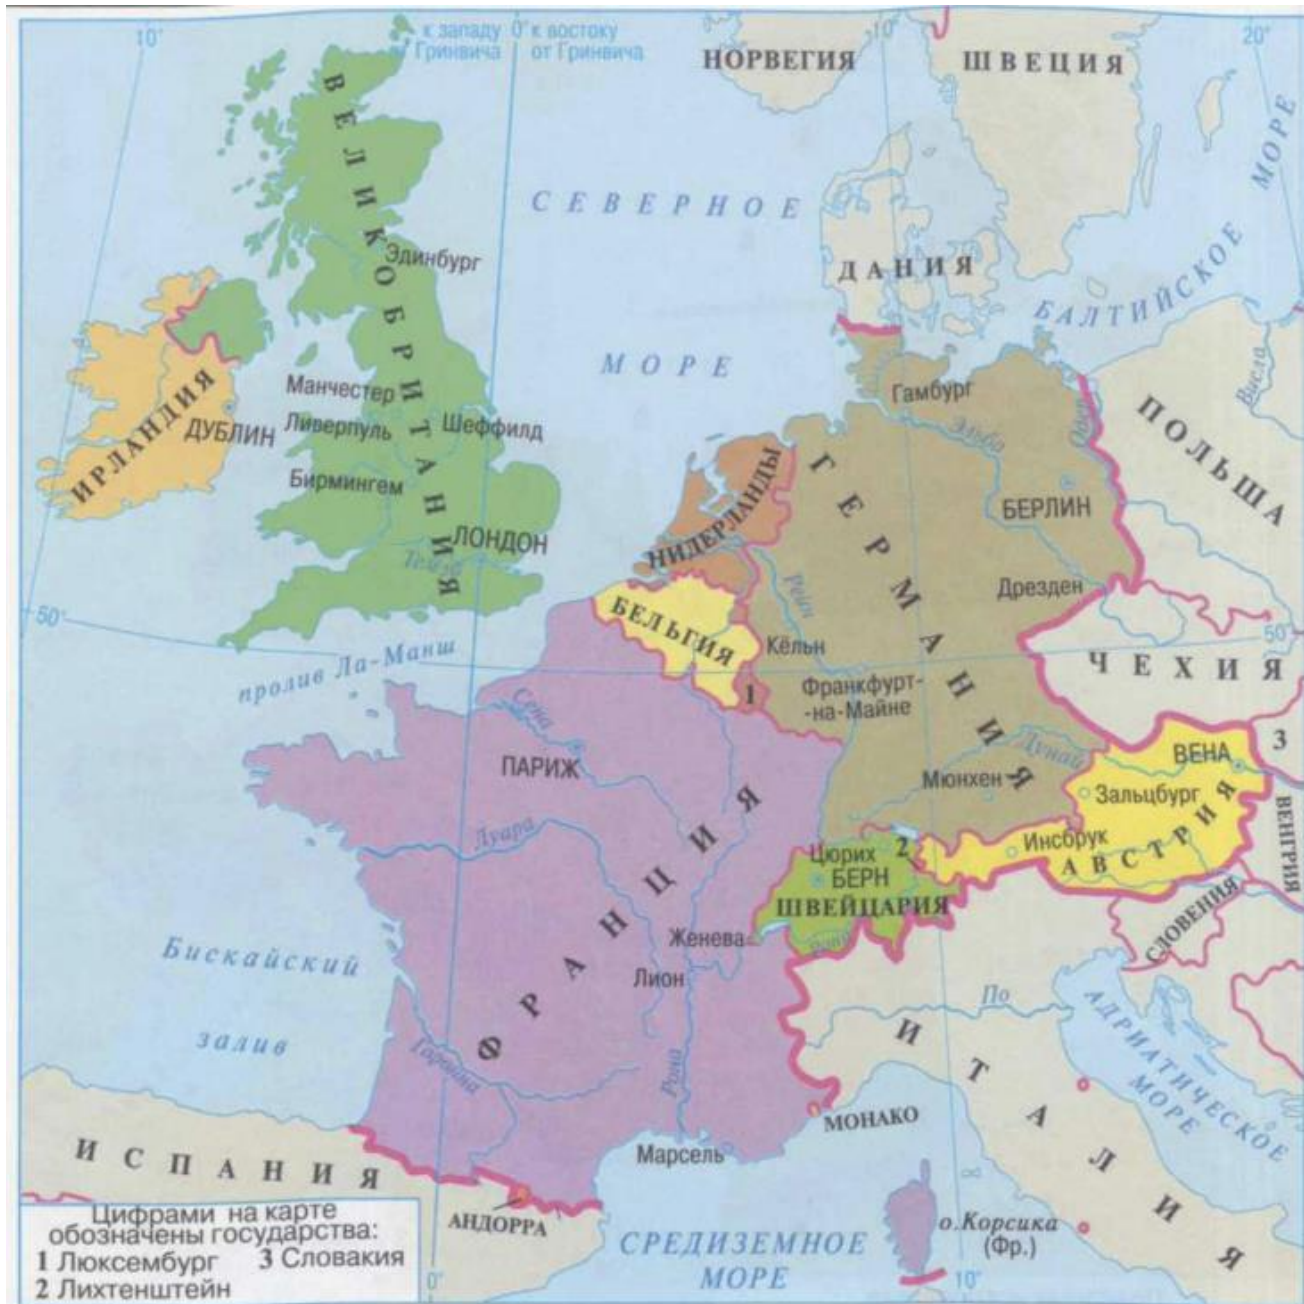 10°
к западу 0° к востоку
от Гринвича от Гринвича
10°
20°
НОРВЕГИЯ
ШВЕЦИЯ
ВЕЛИКОБРИТАНИЯ
СЕВЕРНОЕ
МОРЕ
БАЛТИЙСКОЕ МОРЕ
ДАНИЯ
Эдинбург
ИРЛАНДИЯ
ДУБЛИН
Манчестер
Ливерпуль
Шеффилд
Бирмингем
ЛОНДОН
Темза
Гамбург
Эльба
Одер
Висла
ПОЛЬША
БЕРЛИН
НИДЕРЛАНДЫ
ГЕРМАНИЯ
Рейн
Дрезден
БЕЛЬГИЯ
Кёльн
50°
50°
ЧЕХИЯ
пролив Ла-Манш
1
Франкфурт-
-на-Майне
Сена
ПАРИЖ
Дунай
ВЕНА
3
Мюнхен
Зальцбург
ВЕНГРИЯ
Луара
ФРАНЦИЯ
Цюрих
2
Инсбрук
АВСТРИЯ
БЕРН
ШВЕЙЦАРИЯ
СЛОВЕНИЯ
Женева
Рона
Бискайский
залив
Лион
По
ИТАЛИЯ
АДРИАТИЧЕСКОЕ
МОРЕ
Гаронна
Рона
МОНАКО
Марсель
ИСПАНИЯ
АНДОРРА
о.Корсика
(Фр.)
СРЕДИЗЕМНОЕ
МОРЕ
0°
10°
Цифрами на карте
обозначены государства:
1 Люксембург 3 Словакия
2 Лихтенштейн